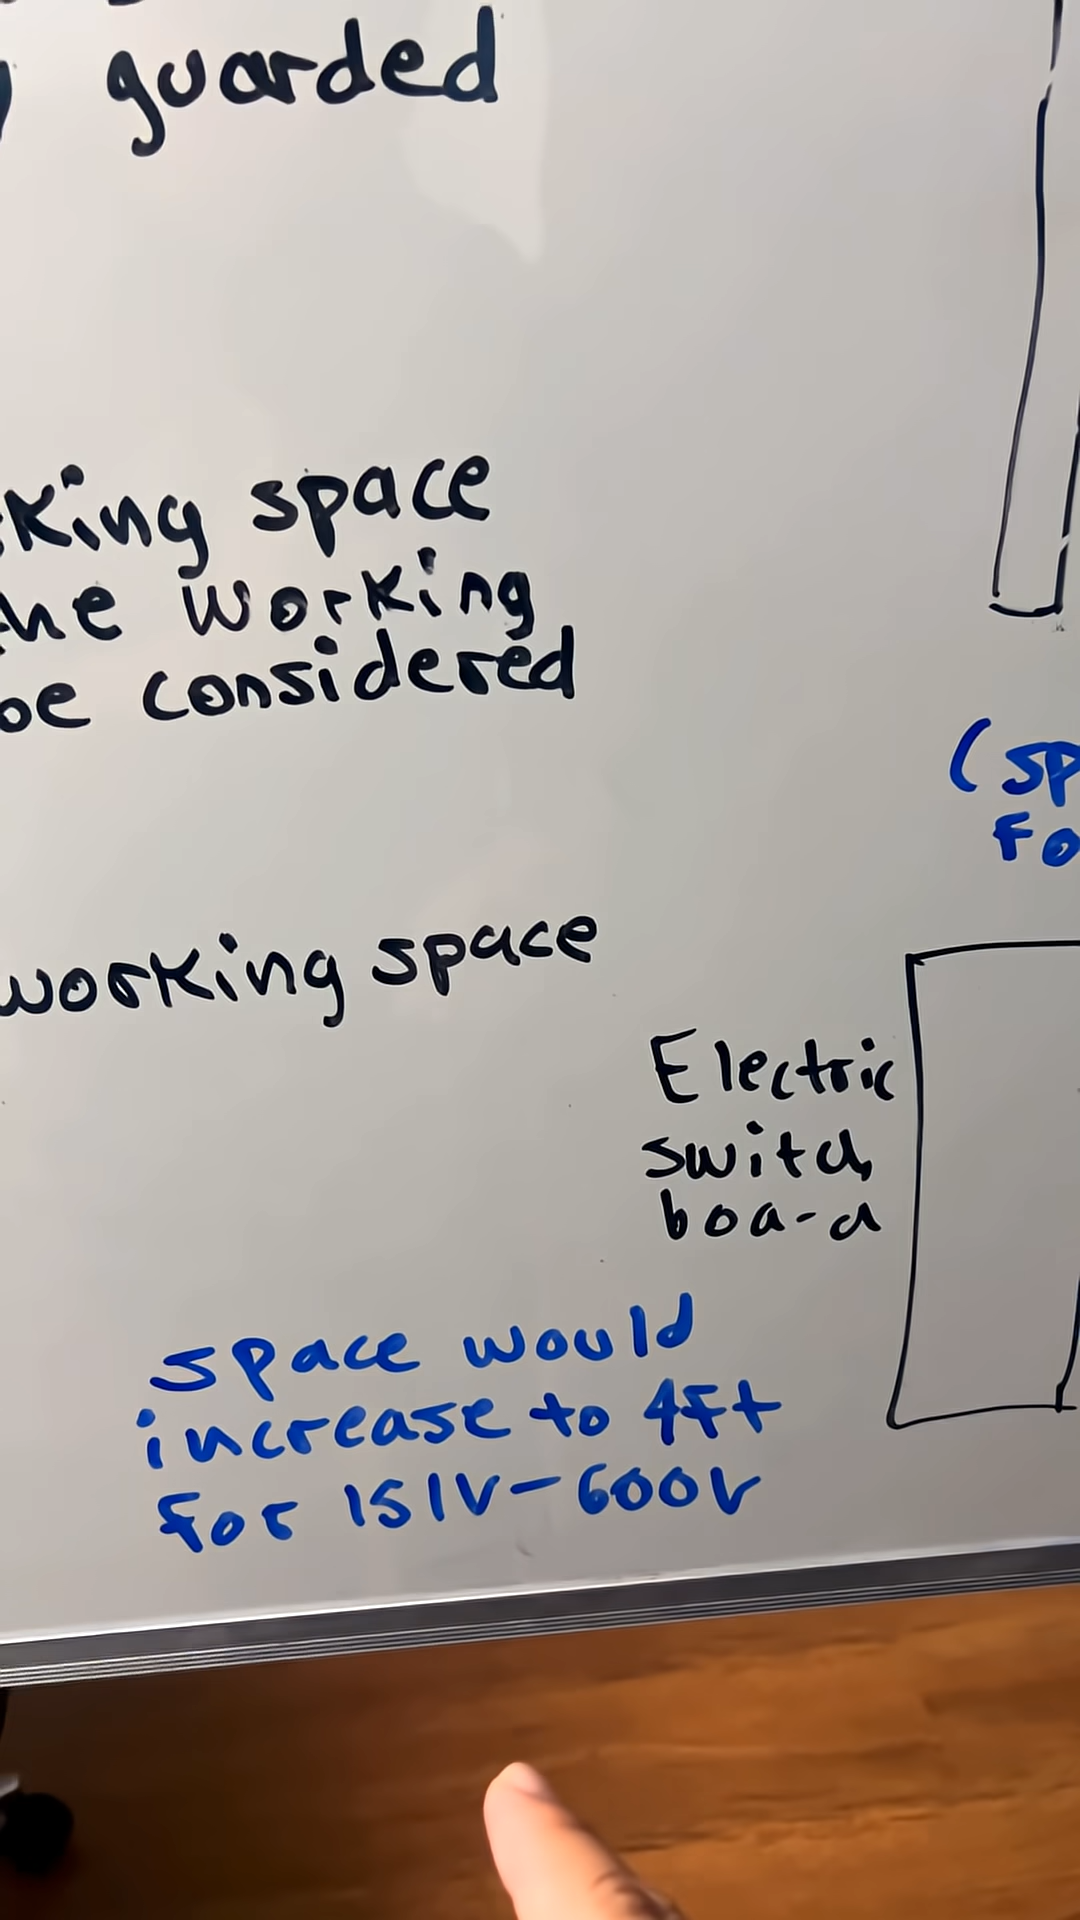 guarded
king space
he working
be considered
(sp
Fo
working space
Electric
switch
boa-d
space would
increase to 4ft
for 151V-600V